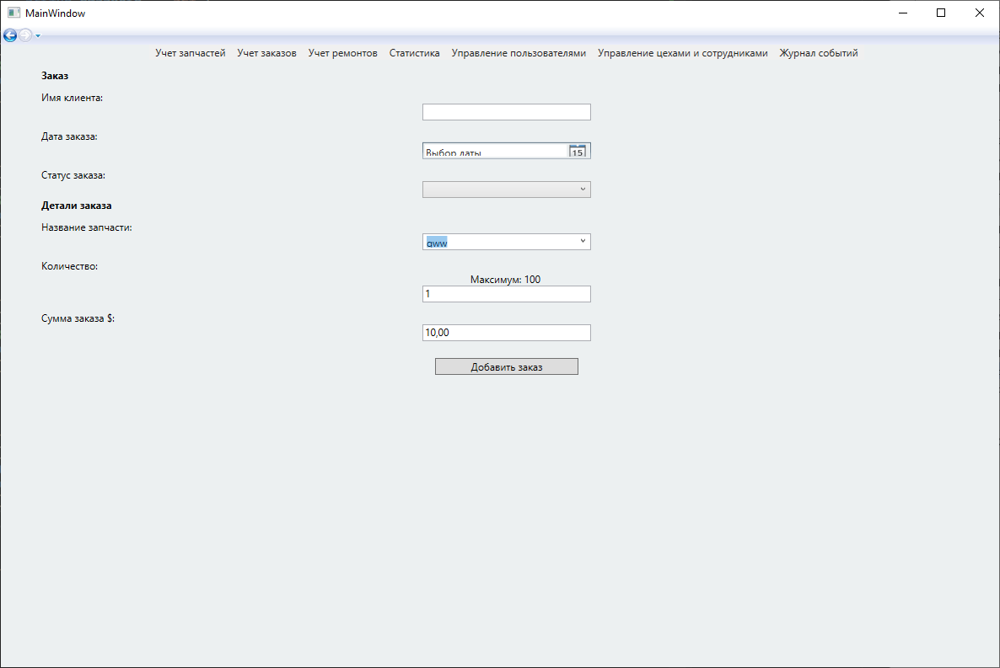 MainWindow
Учет запчастей Учет заказов Учет ремонтов Статистика Управление пользователями Управление цехами и сотрудниками Журнал событий
Заказ
Имя клиента:
Дата заказа:
Выбор даты 15
Статус заказа:
Детали заказа
Название запчасти:
qww
Количество:
Максимум: 100
1
Сумма заказа $:
10,00
Добавить заказ